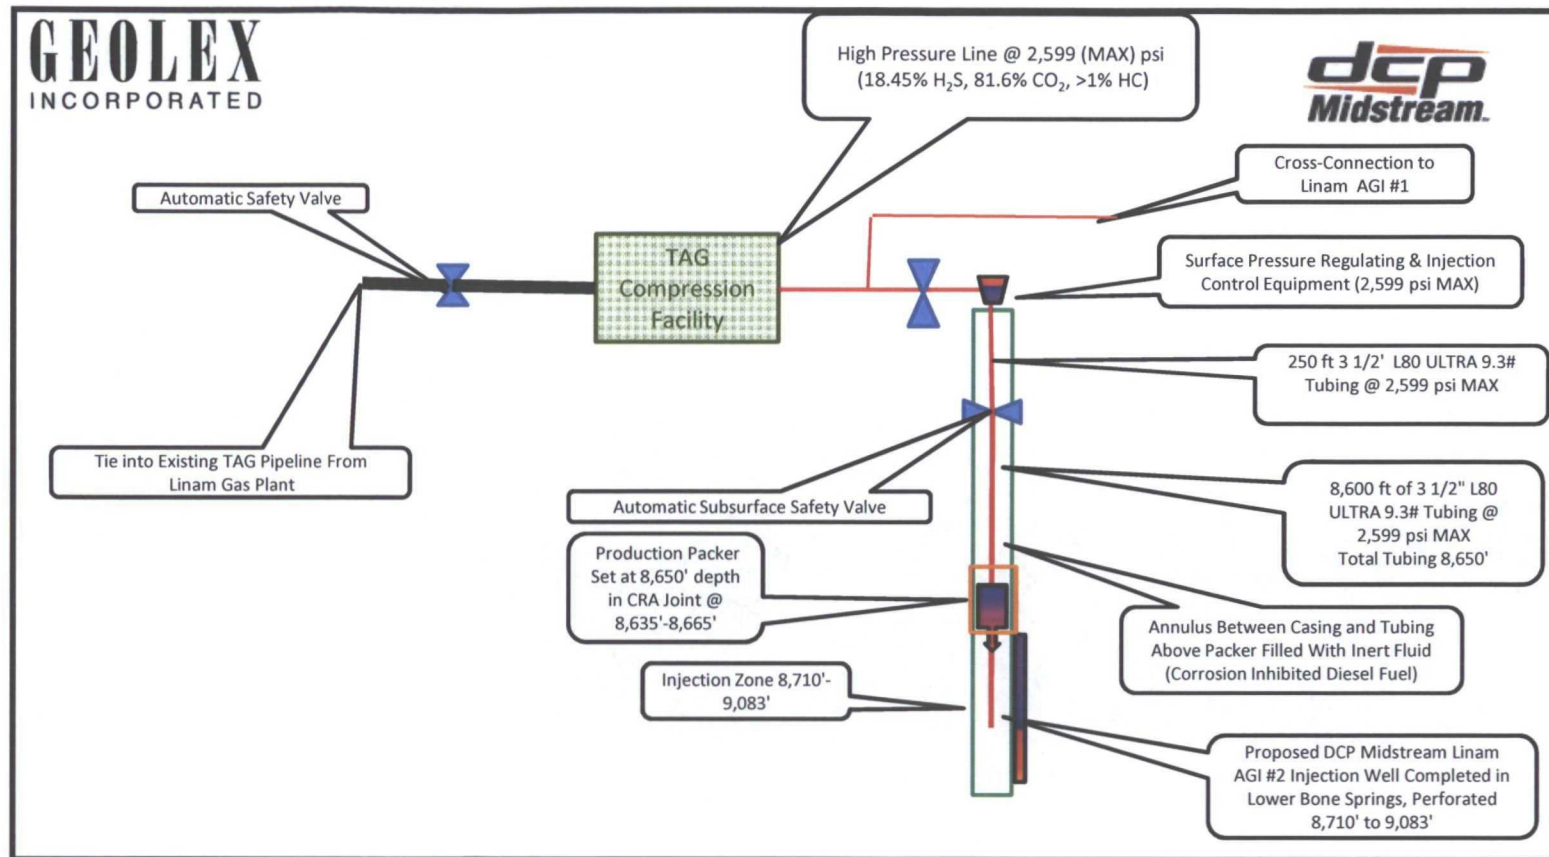 GEOLEX
INCORPORATED
High Pressure Line @ 2,599 (MAX) psi
(18.45% H₂S, 81.6% CO₂, >1% HC)
dcp
Midstream™
Cross-Connection to
Linam AGI #1
Automatic Safety Valve
TAG
Compression
Facility
Surface Pressure Regulating & Injection
Control Equipment (2,599 psi MAX)
250 ft 3 1/2' L80 ULTRA 9.3#
Tubing @ 2,599 psi MAX
Tie into Existing TAG Pipeline From
Linam Gas Plant
Automatic Subsurface Safety Valve
8,600 ft of 3 1/2" L80
ULTRA 9.3# Tubing @
2,599 psi MAX
Total Tubing 8,650'
Production Packer
Set at 8,650' depth
in CRA Joint @
8,635'-8,665'
Annulus Between Casing and Tubing
Above Packer Filled With Inert Fluid
(Corrosion Inhibited Diesel Fuel)
Injection Zone 8,710'-
9,083'
Proposed DCP Midstream Linam
AGI #2 Injection Well Completed in
Lower Bone Springs, Perforated
8,710' to 9,083'